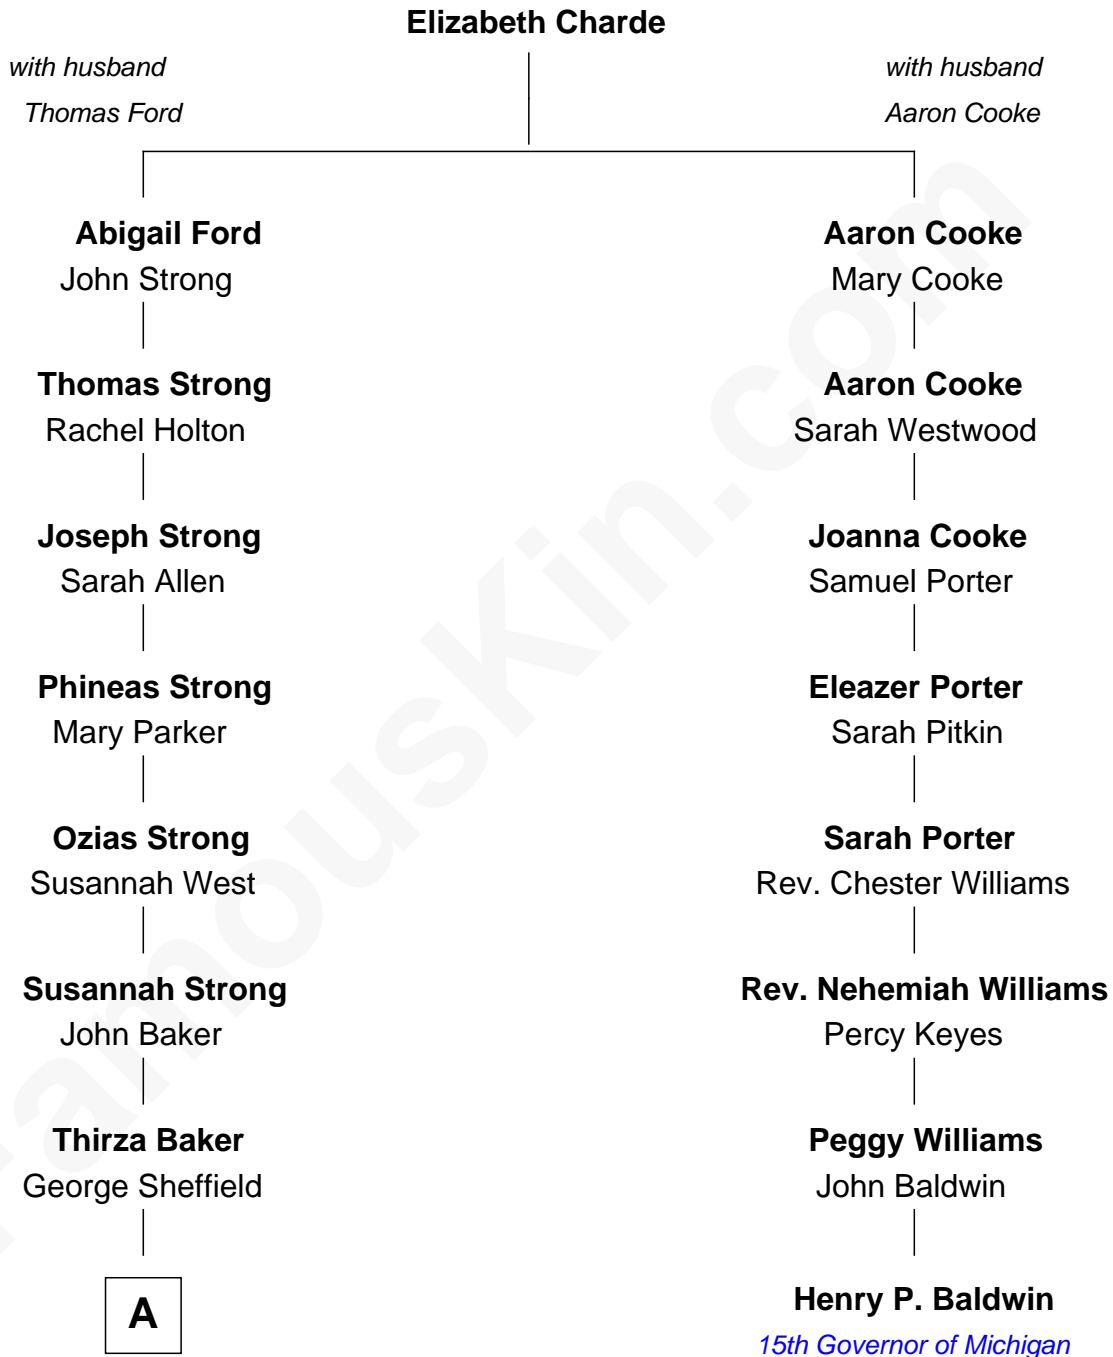 Elizabeth Charde
with husband
Thomas Ford
with husband
Aaron Cooke
Abigail Ford
John Strong
Thomas Strong
Rachel Holton
Joseph Strong
Sarah Allen
Phineas Strong
Mary Parker
Ozias Strong
Susannah West
Susannah Strong
John Baker
Thirza Baker
George Sheffield
A
Aaron Cooke
Mary Cooke
Aaron Cooke
Sarah Westwood
Joanna Cooke
Samuel Porter
Eleazer Porter
Sarah Pitkin
Sarah Porter
Rev. Chester Williams
Rev. Nehemiah Williams
Percy Keyes
Peggy Williams
John Baldwin
Henry P. Baldwin
15th Governor of Michigan
FamousKin.com